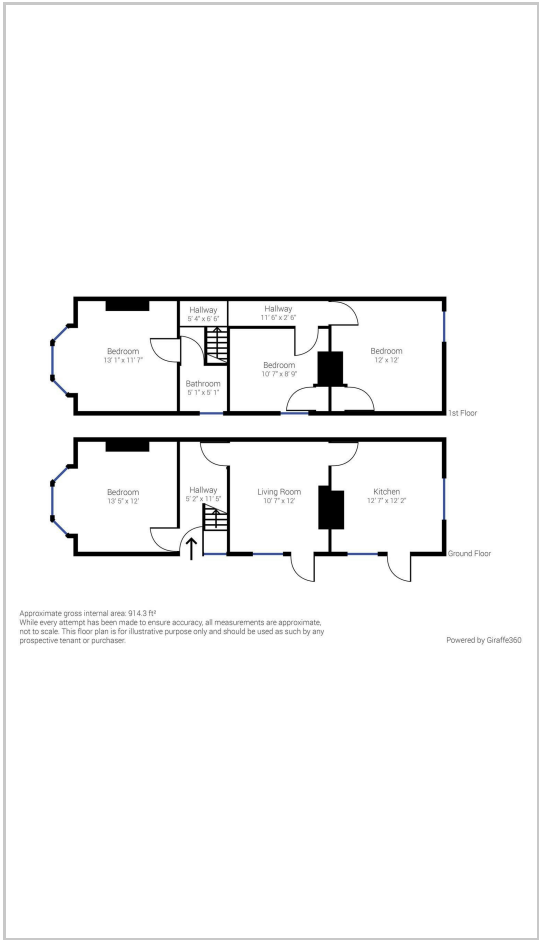 Hallway
5' 4" x 6' 6"
Hallway
11' 6" x 2' 6"
Bedroom
13' 1" x 11' 7"
Bathroom
5' 1" x 5' 1"
Bedroom
10' 7" x 8' 9"
Bedroom
12' x 12'
1st Floor
Bedroom
13' 5" x 12'
Hallway
5' 2" x 11' 5"
Living Room
10' 7" x 12'
Kitchen
12' 7" x 12' 2"
Ground Floor
Approximate gross internal area: 914.3 ft²
While every attempt has been made to ensure accuracy, all measurements are approximate,
not to scale. This floor plan is for illustrative purpose only and should be used as such by any
prospective tenant or purchaser.
Powered by Giraffe360